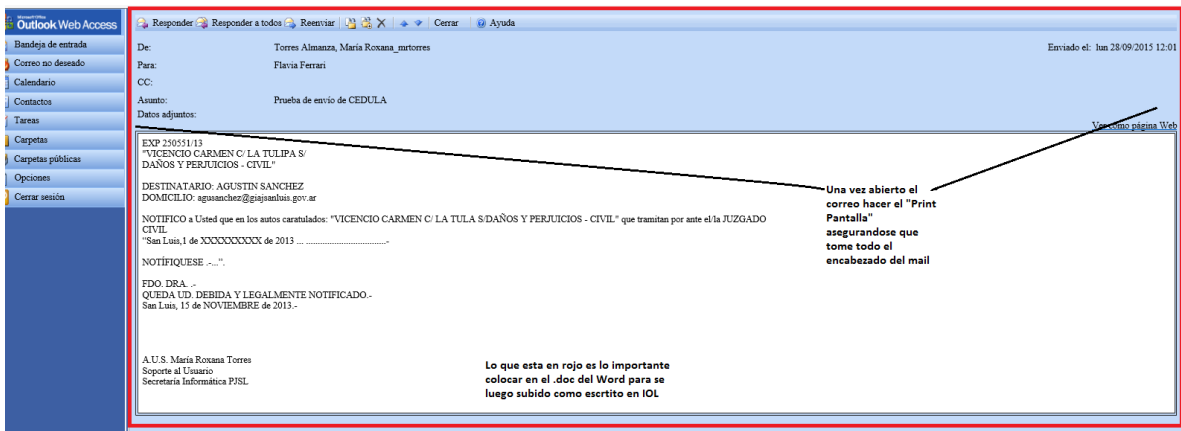 Microsoft Office
Outlook Web Access
Bandeja de entrada
Correo no deseado
Calendario
Contactos
Tareas
Carpetas
Carpetas públicas
Opciones
Cerrar sesión
Responder Responder a todos Reenviar Cerrar Ayuda
De: Torres Almanza, María Roxana_mrtorres Enviado el: lun 28/09/2015 12:01
Para: Flavia Ferrari
CC:
Asunto: Prueba de envío de CEDULA
Datos adjuntos:
Ver como página Web
EXP 250551/13
"VICENCIO CARMEN C/ LA TULIPA S/
DAÑOS Y PERJUICIOS - CIVIL"
DESTINATARIO: AGUSTIN SANCHEZ
DOMICILIO: agusanchez@giajsanluis.gov.ar
NOTIFICO a Usted que en los autos caratulados: "VICENCIO CARMEN C/ LA TULA S/DAÑOS Y PERJUICIOS - CIVIL" que tramitan por ante el/la JUZGADO
CIVIL
"San Luis,1 de XXXXXXXXXX de 2013 ... ...................................-
NOTÍFIQUESE .-...".
FDO. DRA. .-
QUEDA UD. DEBIDA Y LEGALMENTE NOTIFICADO.-
San Luis, 15 de NOVIEMBRE de 2013.-
A.U.S. María Roxana Torres
Soporte al Usuario
Secretaría Informática PJSL
Una vez abierto el
correo hacer el "Print
Pantalla"
asegurandose que
tome todo el
encabezado del mail
Lo que esta en rojo es lo importante
colocar en el .doc del Word para se
luego subido como escrtito en IOL